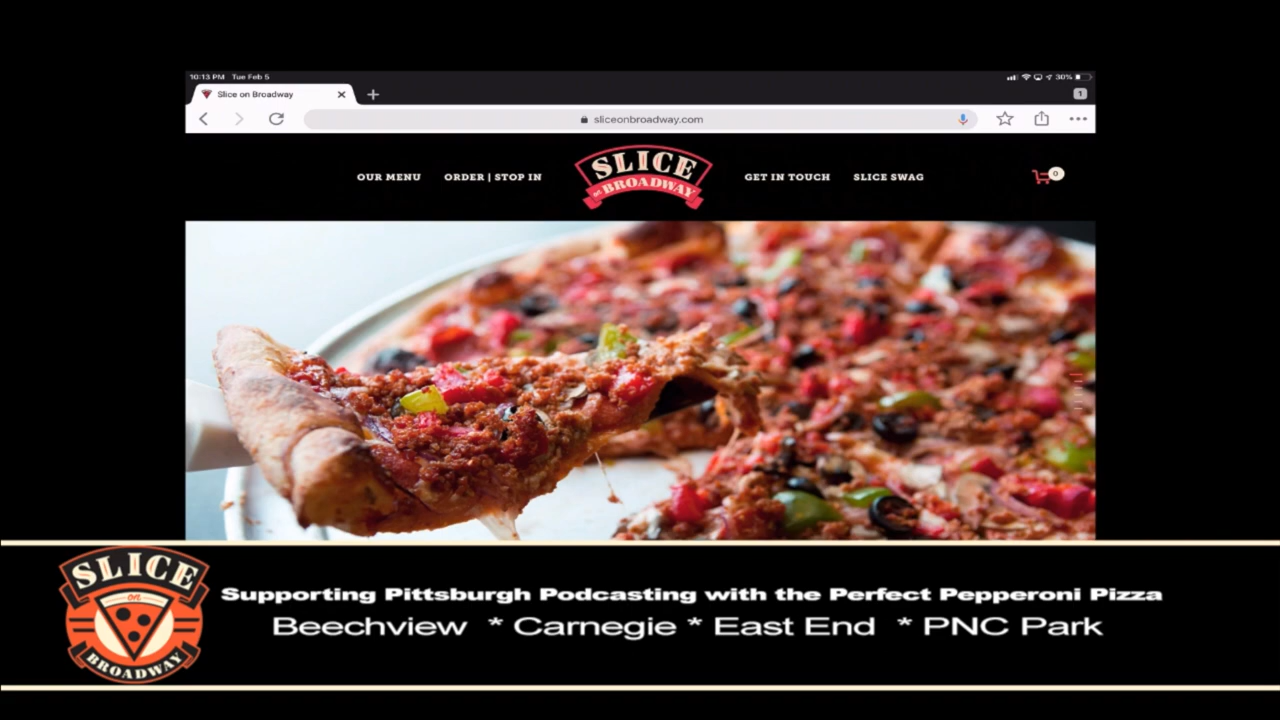 10:13 PM Tue Feb 5
30%
Slice on Broadway
1
sliceonbroadway.com
OUR MENU
ORDER | STOP IN
SLICE
on BROADWAY
GET IN TOUCH
SLICE SWAG
0
SLICE
on
BROADWAY
Supporting Pittsburgh Podcasting with the Perfect Pepperoni Pizza
Beechview * Carnegie * East End * PNC Park